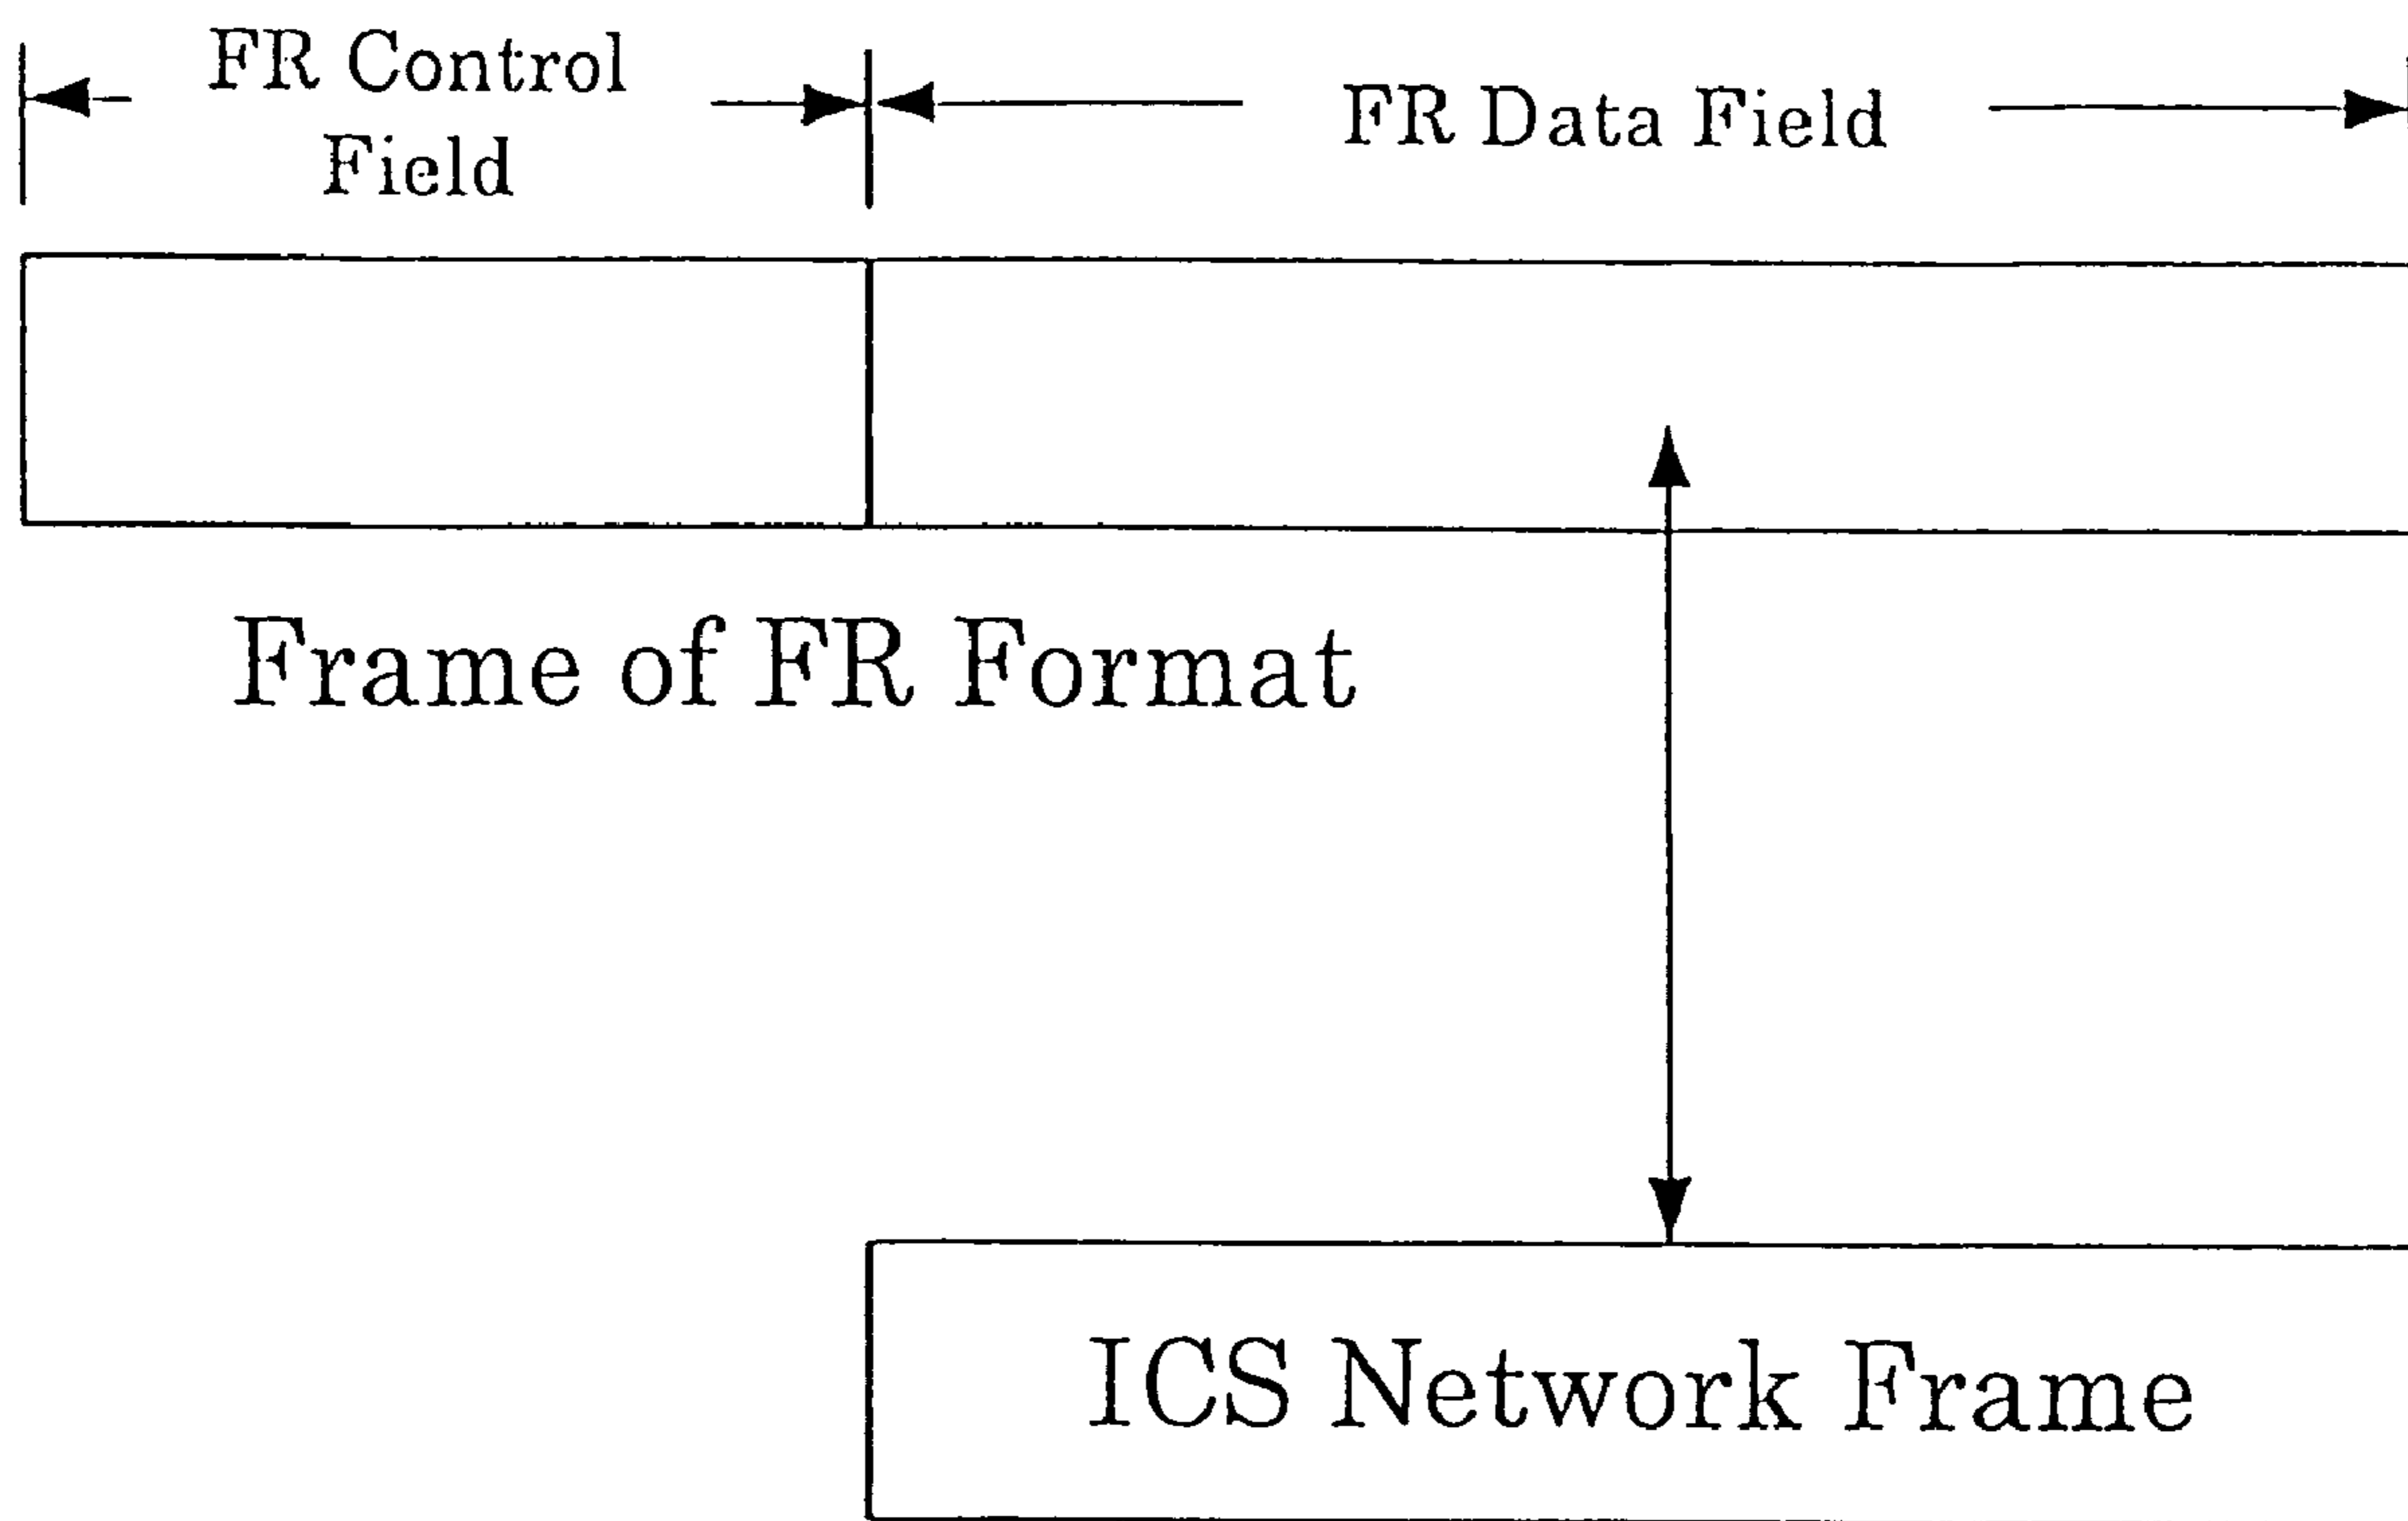 FR Control
Field
FR Data Field
Frame of FR Format
ICS Network Frame